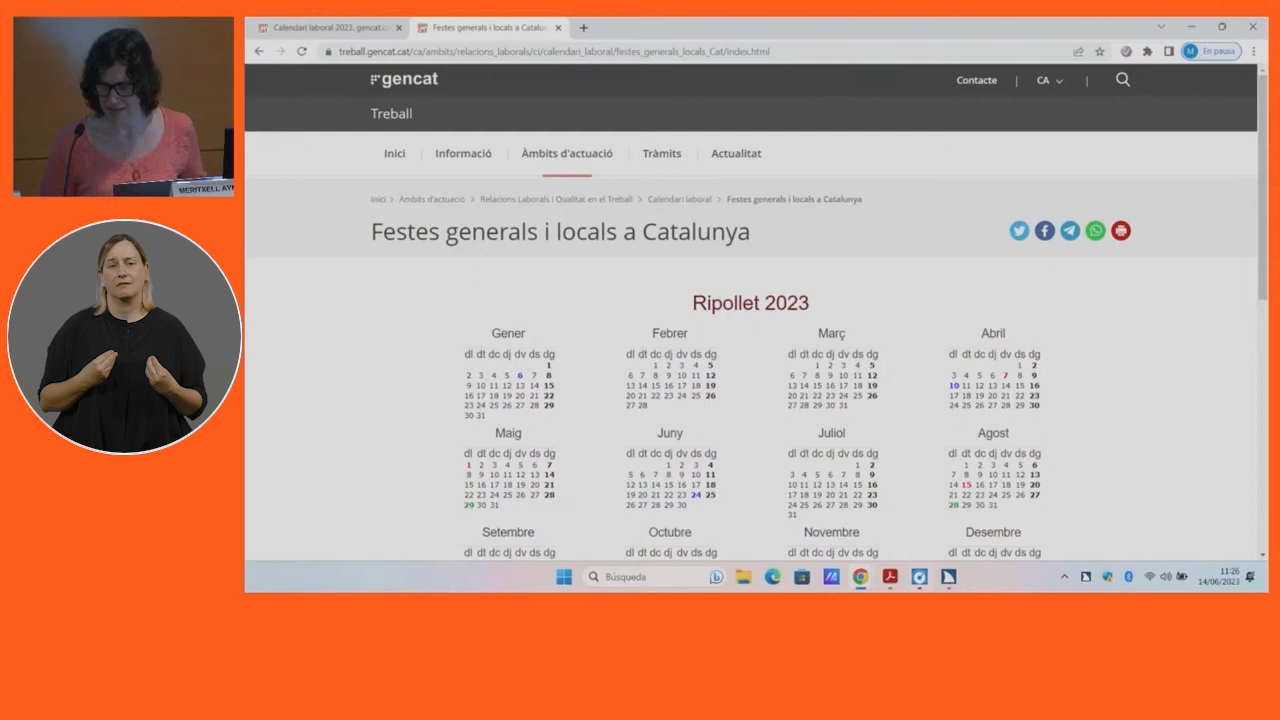 MERITXELL AYM
Calendari laboral 2023. gencat.c
Festes generals i locals a Catalun
treball.gencat.cat/ca/ambits/relacions_laborals/ci/calendari_laboral/festes_generals_locals_Cat/index.html
M En pausa
gencat
Contacte | CA |
Treball
Inici Informació Àmbits d'actuació Tràmits Actualitat
Inici > Àmbits d'actuació > Relacions Laborals i Qualitat en el Treball > Calendari laboral > Festes generals i locals a Catalunya
Festes generals i locals a Catalunya
Ripollet 2023
Gener Febrer Març Abril
dl dt dc dj dv ds dg dl dt dc dj dv ds dg dl dt dc dj dv ds dg dl dt dc dj dv ds dg
1 1 2 3 4 5 1 2 3 4 5 1 2
2 3 4 5 6 7 8 6 7 8 9 10 11 12 6 7 8 9 10 11 12 3 4 5 6 7 8 9
9 10 11 12 13 14 15 13 14 15 16 17 18 19 13 14 15 16 17 18 19 10 11 12 13 14 15 16
16 17 18 19 20 21 22 20 21 22 23 24 25 26 20 21 22 23 24 25 26 17 18 19 20 21 22 23
23 24 25 26 27 28 29 27 28 27 28 29 30 31 24 25 26 27 28 29 30
30 31
Maig Juny Juliol Agost
dl dt dc dj dv ds dg dl dt dc dj dv ds dg dl dt dc dj dv ds dg dl dt dc dj dv ds dg
1 2 3 4 5 6 7 1 2 3 4 1 2 1 2 3 4 5 6
8 9 10 11 12 13 14 5 6 7 8 9 10 11 3 4 5 6 7 8 9 7 8 9 10 11 12 13
15 16 17 18 19 20 21 12 13 14 15 16 17 18 10 11 12 13 14 15 16 14 15 16 17 18 19 20
22 23 24 25 26 27 28 19 20 21 22 23 24 25 17 18 19 20 21 22 23 21 22 23 24 25 26 27
29 30 31 26 27 28 29 30 24 25 26 27 28 29 30 28 29 30 31
31
Setembre Octubre Novembre Desembre
dl dt dc dj dv ds dg dl dt dc dj dv ds dg dl dt dc dj dv ds dg dl dt dc dj dv ds dg
Búsqueda
11:26
14/06/2023